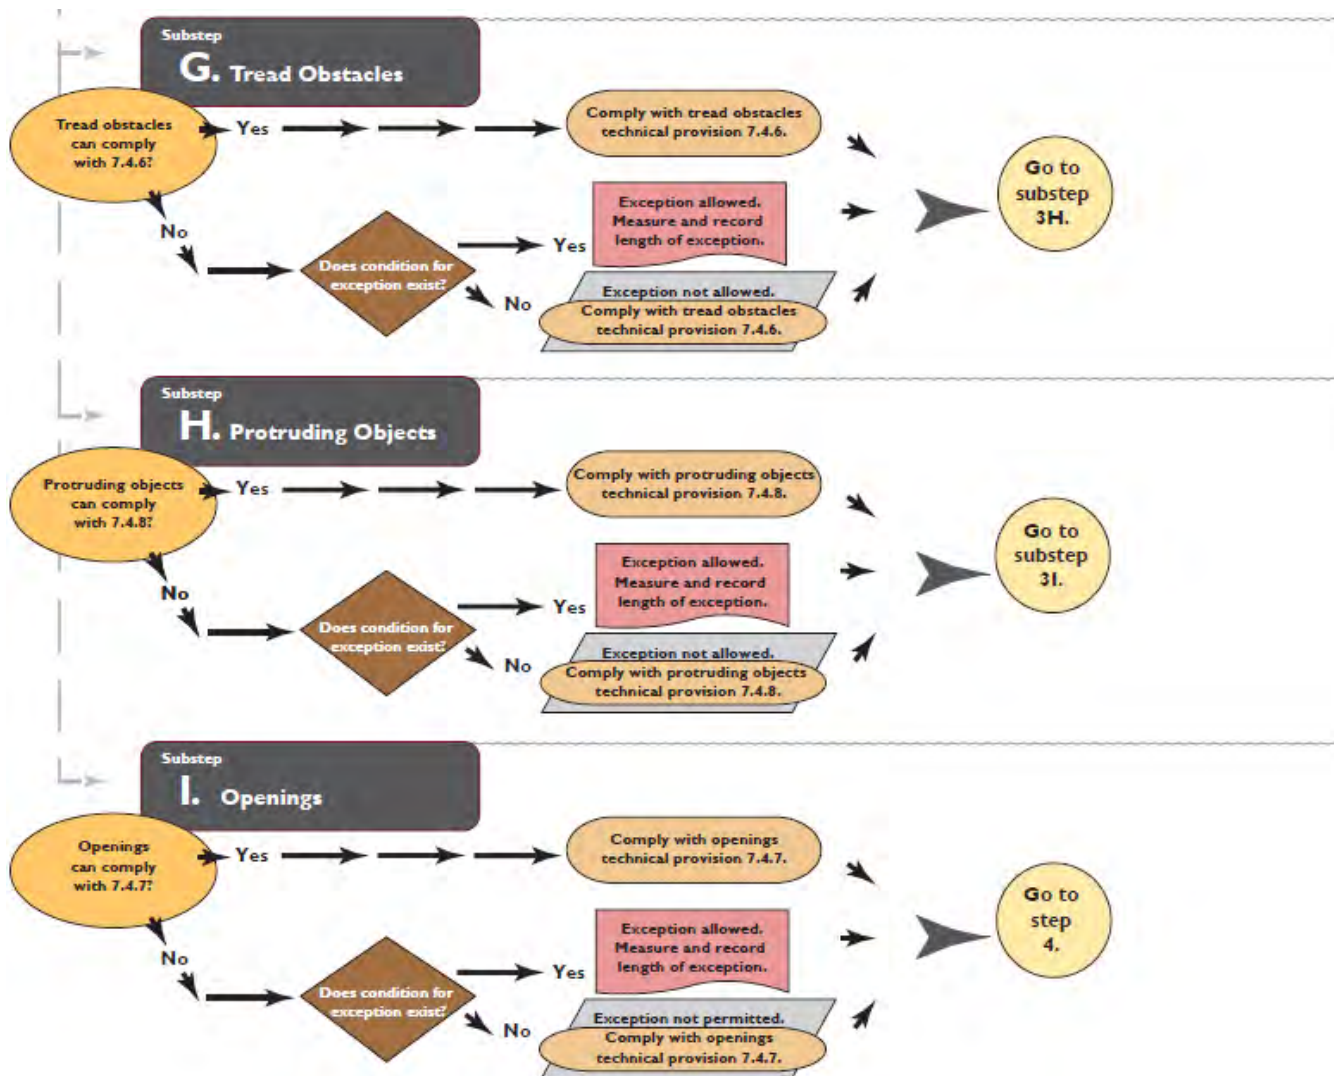 Substep
G. Tread Obstacles
Tread obstacles
can comply
with 7.4.6?
Yes
Comply with tread obstacles
technical provision 7.4.6.
No
Does condition for
exception exist?
Yes
Exception allowed.
Measure and record
length of exception.
No
Exception not allowed.
Comply with tread obstacles
technical provision 7.4.6.
Go to
substep
3H.
Substep
H. Protruding Objects
Protruding objects
can comply
with 7.4.8?
Yes
Comply with protruding objects
technical provision 7.4.8.
No
Does condition for
exception exist?
Yes
Exception allowed.
Measure and record
length of exception.
No
Exception not allowed.
Comply with protruding objects
technical provision 7.4.8.
Go to
substep
3I.
Substep
I. Openings
Openings
can comply
with 7.4.7?
Yes
Comply with openings
technical provision 7.4.7.
No
Does condition for
exception exist?
Yes
Exception allowed.
Measure and record
length of exception.
No
Exception not permitted.
Comply with openings
technical provision 7.4.7.
Go to
step
4.